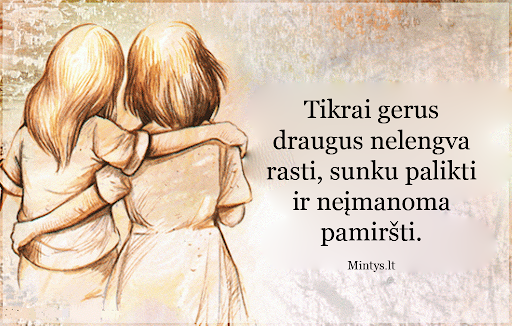 Tikrai gerus
draugus nelengva
rasti, sunku palikti
ir neįmanoma
pamiršti.
Mintys.lt